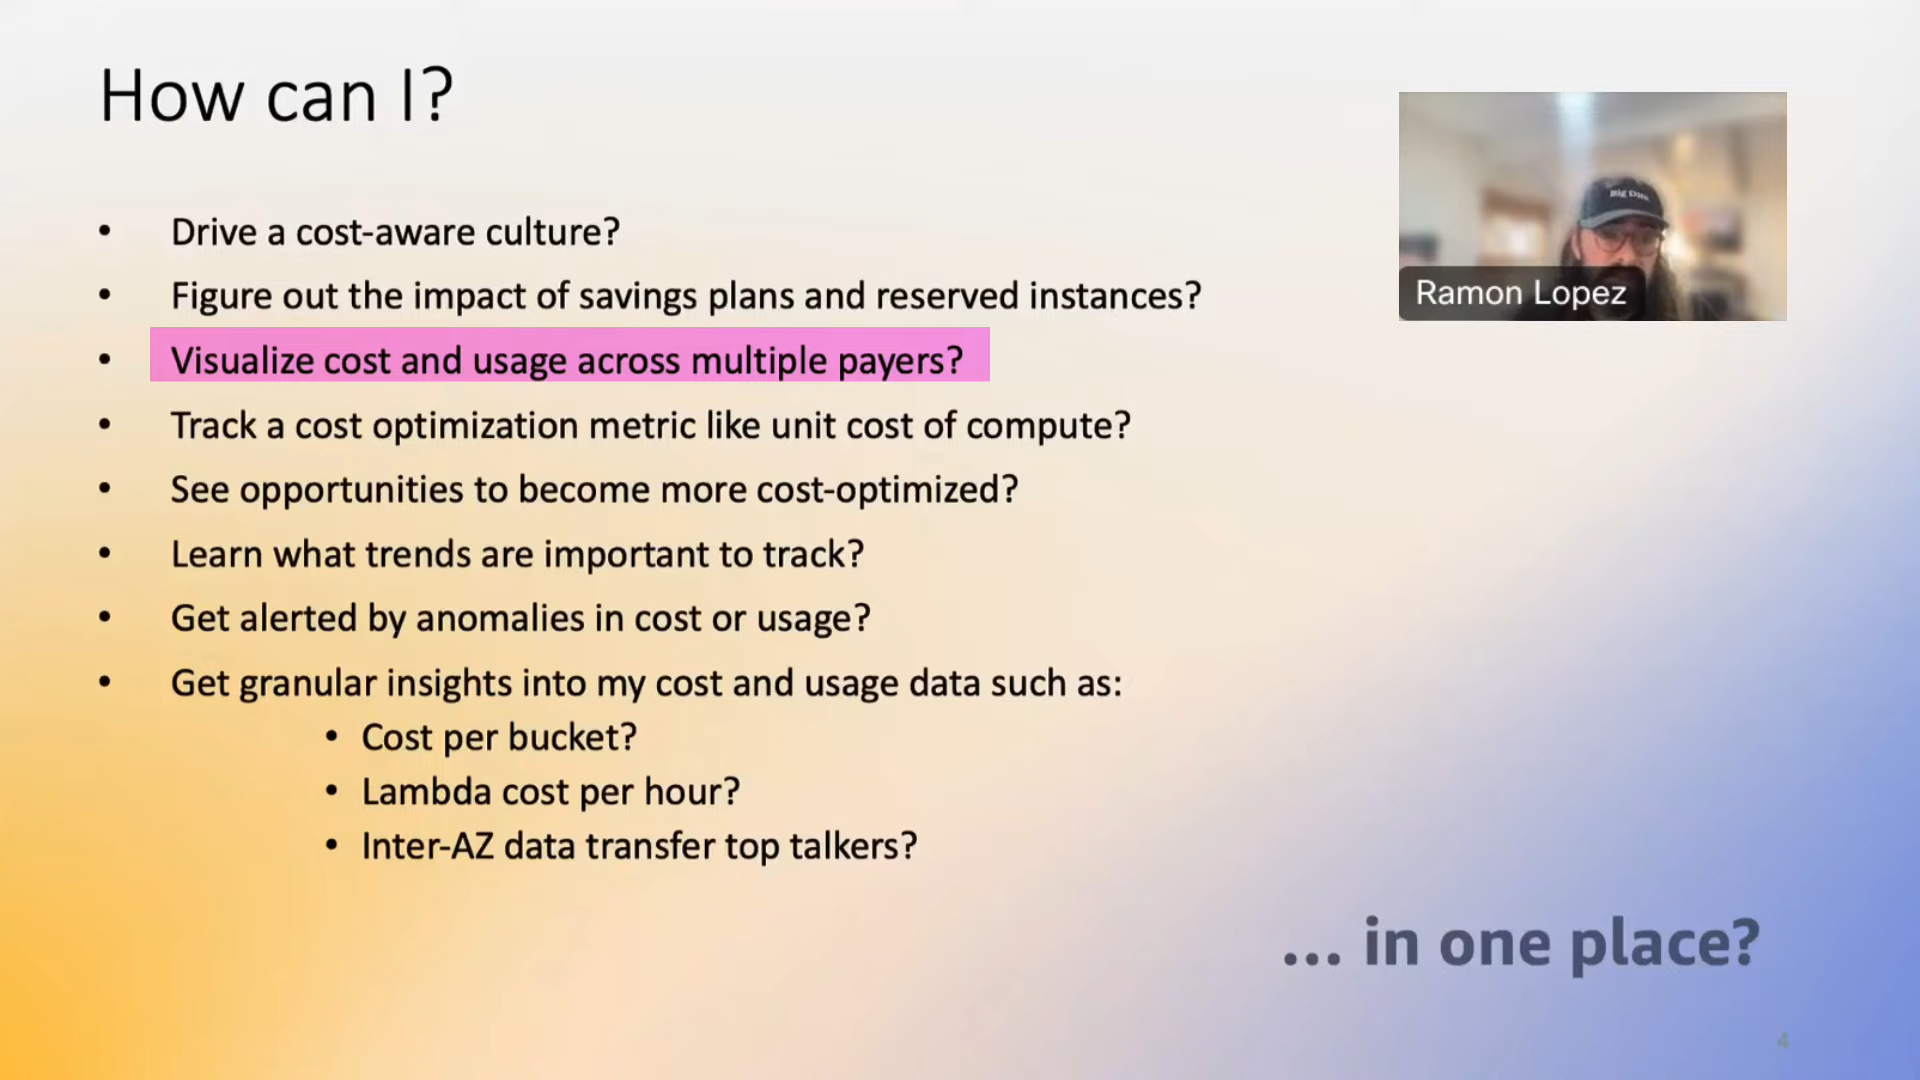 How can I?
• Drive a cost-aware culture?
• Figure out the impact of savings plans and reserved instances?
• Visualize cost and usage across multiple payers?
• Track a cost optimization metric like unit cost of compute?
• See opportunities to become more cost-optimized?
• Learn what trends are important to track?
• Get alerted by anomalies in cost or usage?
• Get granular insights into my cost and usage data such as:
• Cost per bucket?
• Lambda cost per hour?
• Inter-AZ data transfer top talkers?
... in one place?
Big Data
Ramon Lopez
4